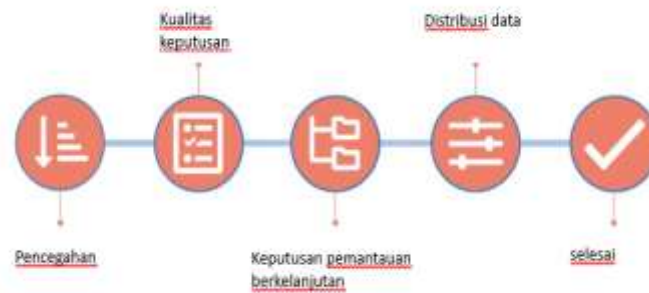 Kualitas
keputusan
Distribusi data
Pencegahan
Keputusan pemantauan
berkelanjutan
selesai